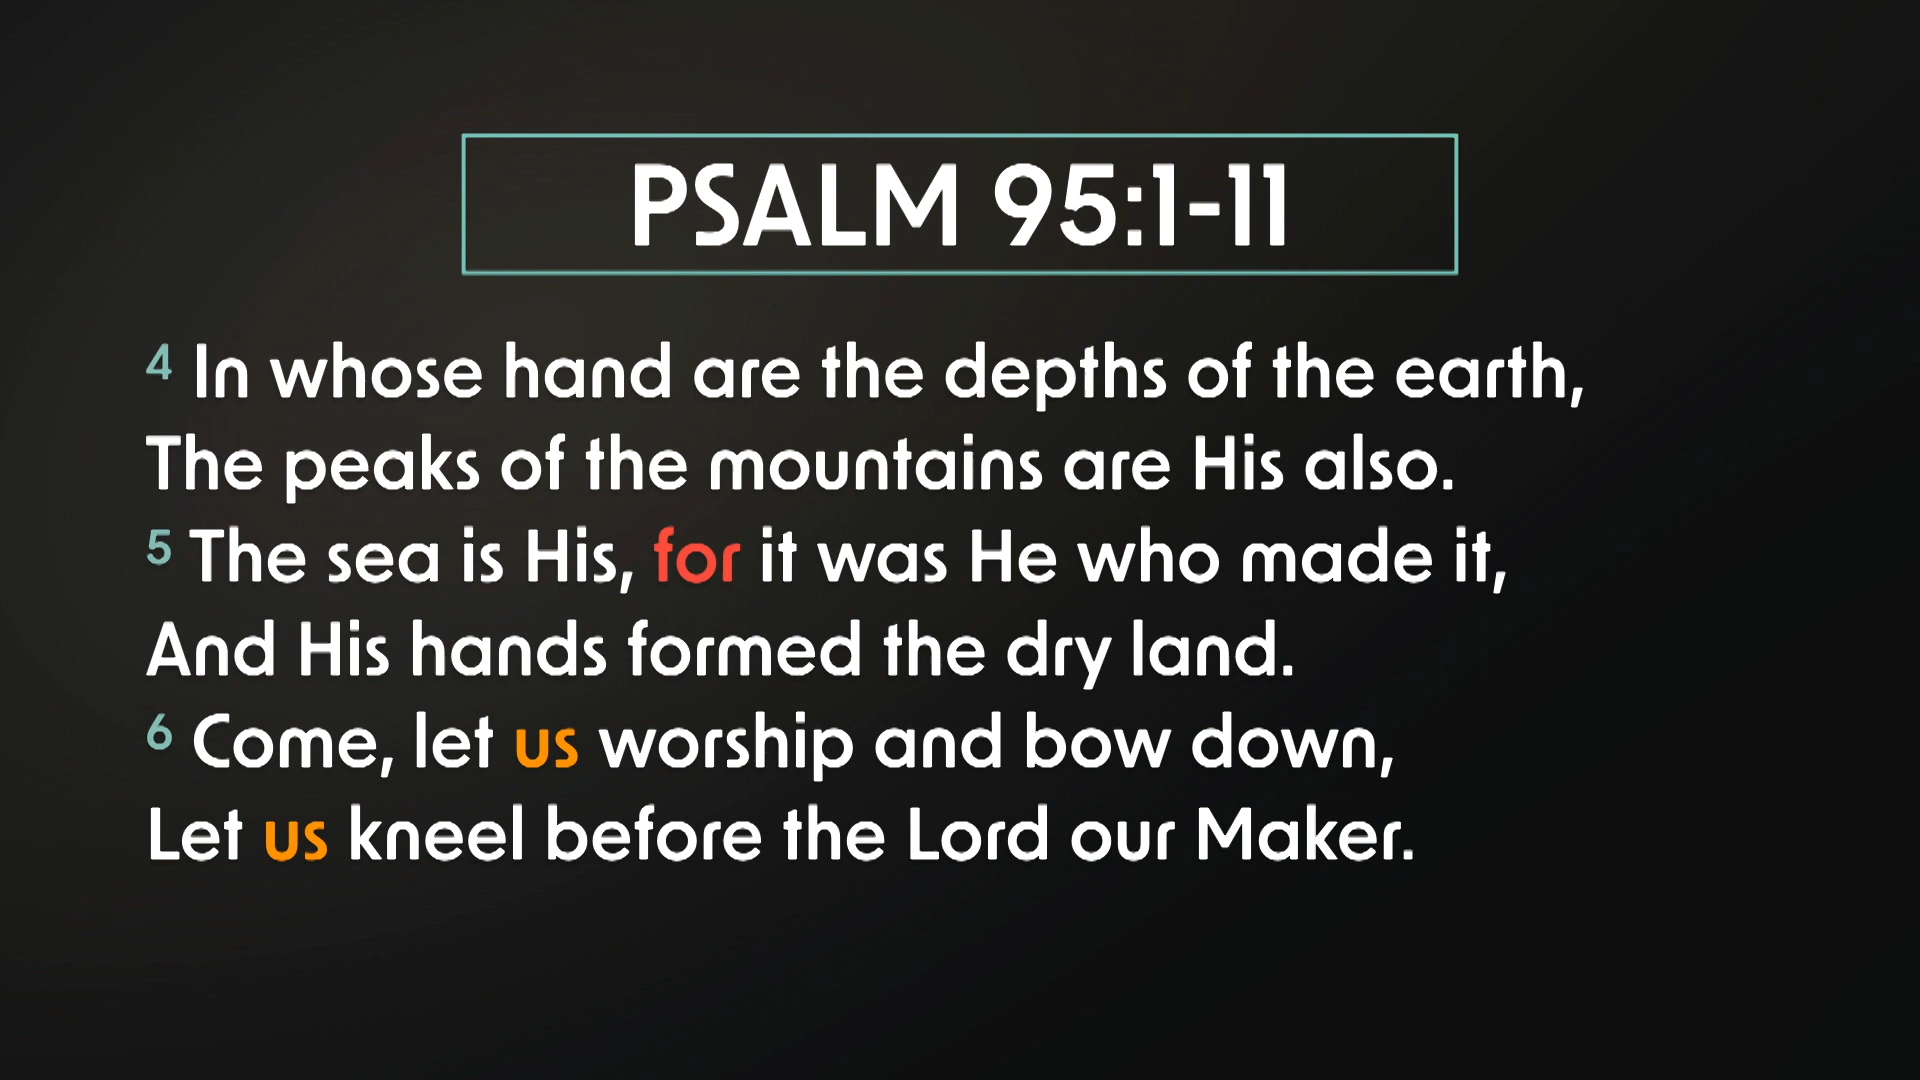 PSALM 95:1-11
4 In whose hand are the depths of the earth,
The peaks of the mountains are His also.
5 The sea is His, for it was He who made it,
And His hands formed the dry land.
6 Come, let us worship and bow down,
Let us kneel before the Lord our Maker.